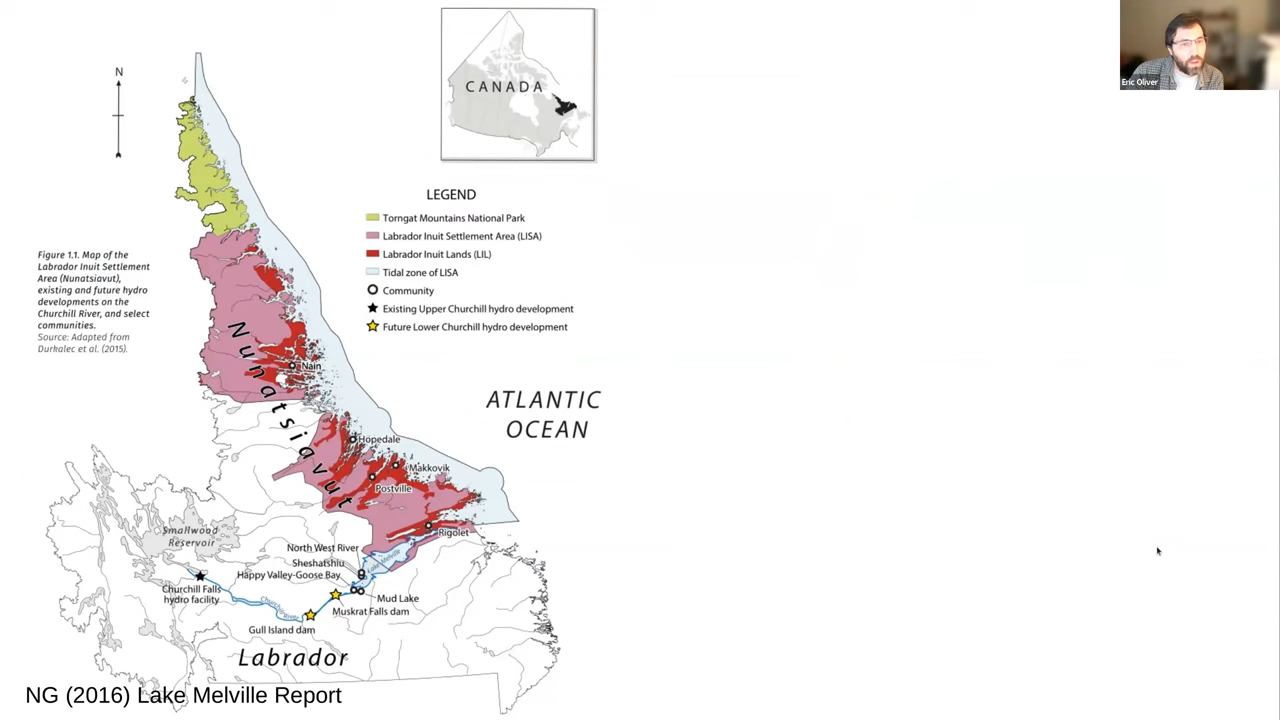 Eric Oliver
N
CANADA
LEGEND
Torngat Mountains National Park
Labrador Inuit Settlement Area (LISA)
Labrador Inuit Lands (LIL)
Tidal zone of LISA
Community
Existing Upper Churchill hydro development
Future Lower Churchill hydro development
Figure 1.1. Map of the
Labrador Inuit Settlement
Area (Nunatsiavut),
existing and future hydro
developments on the
Churchill River, and select
communities.
Source: Adapted from
Durkalec et al. (2015).
Nunatsiavut
Nain
ATLANTIC
OCEAN
Hopedale
Makkovik
Postville
Rigolet
Smallwood
Reservoir
North West River
Lake Melville
Sheshatshiu
Happy Valley-Goose Bay
Churchill Falls
hydro facility
Churchill River
Mud Lake
Muskrat Falls dam
Gull Island dam
Labrador
NG (2016) Lake Melville Report